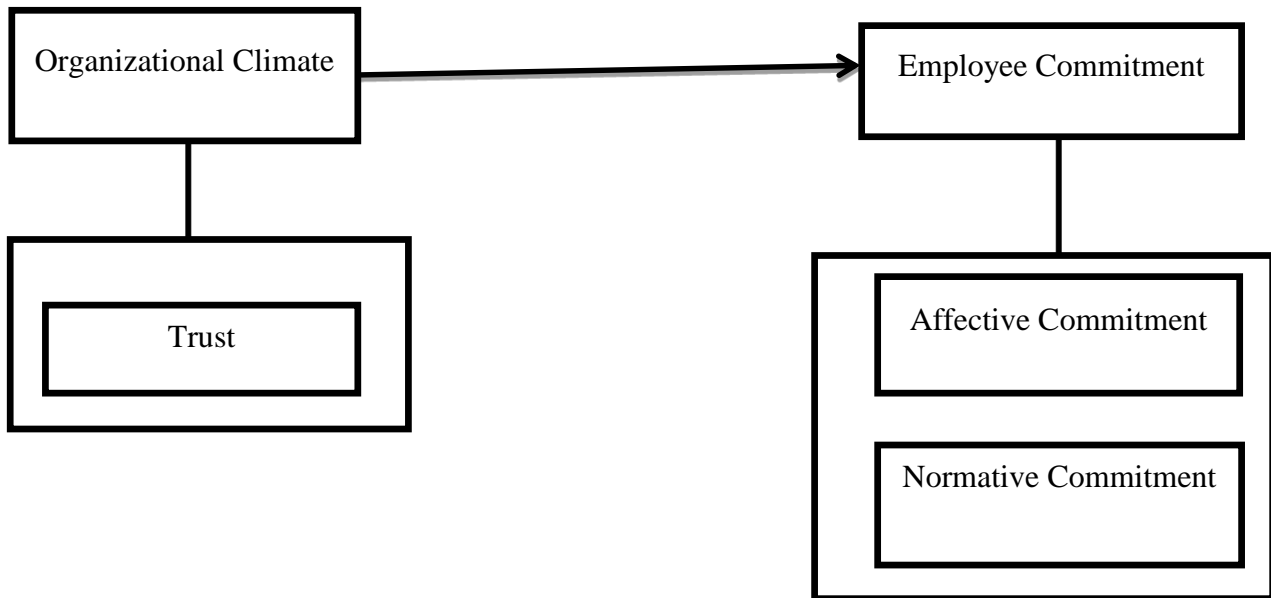 Organizational Climate
Employee Commitment
Trust
Affective Commitment
Normative Commitment